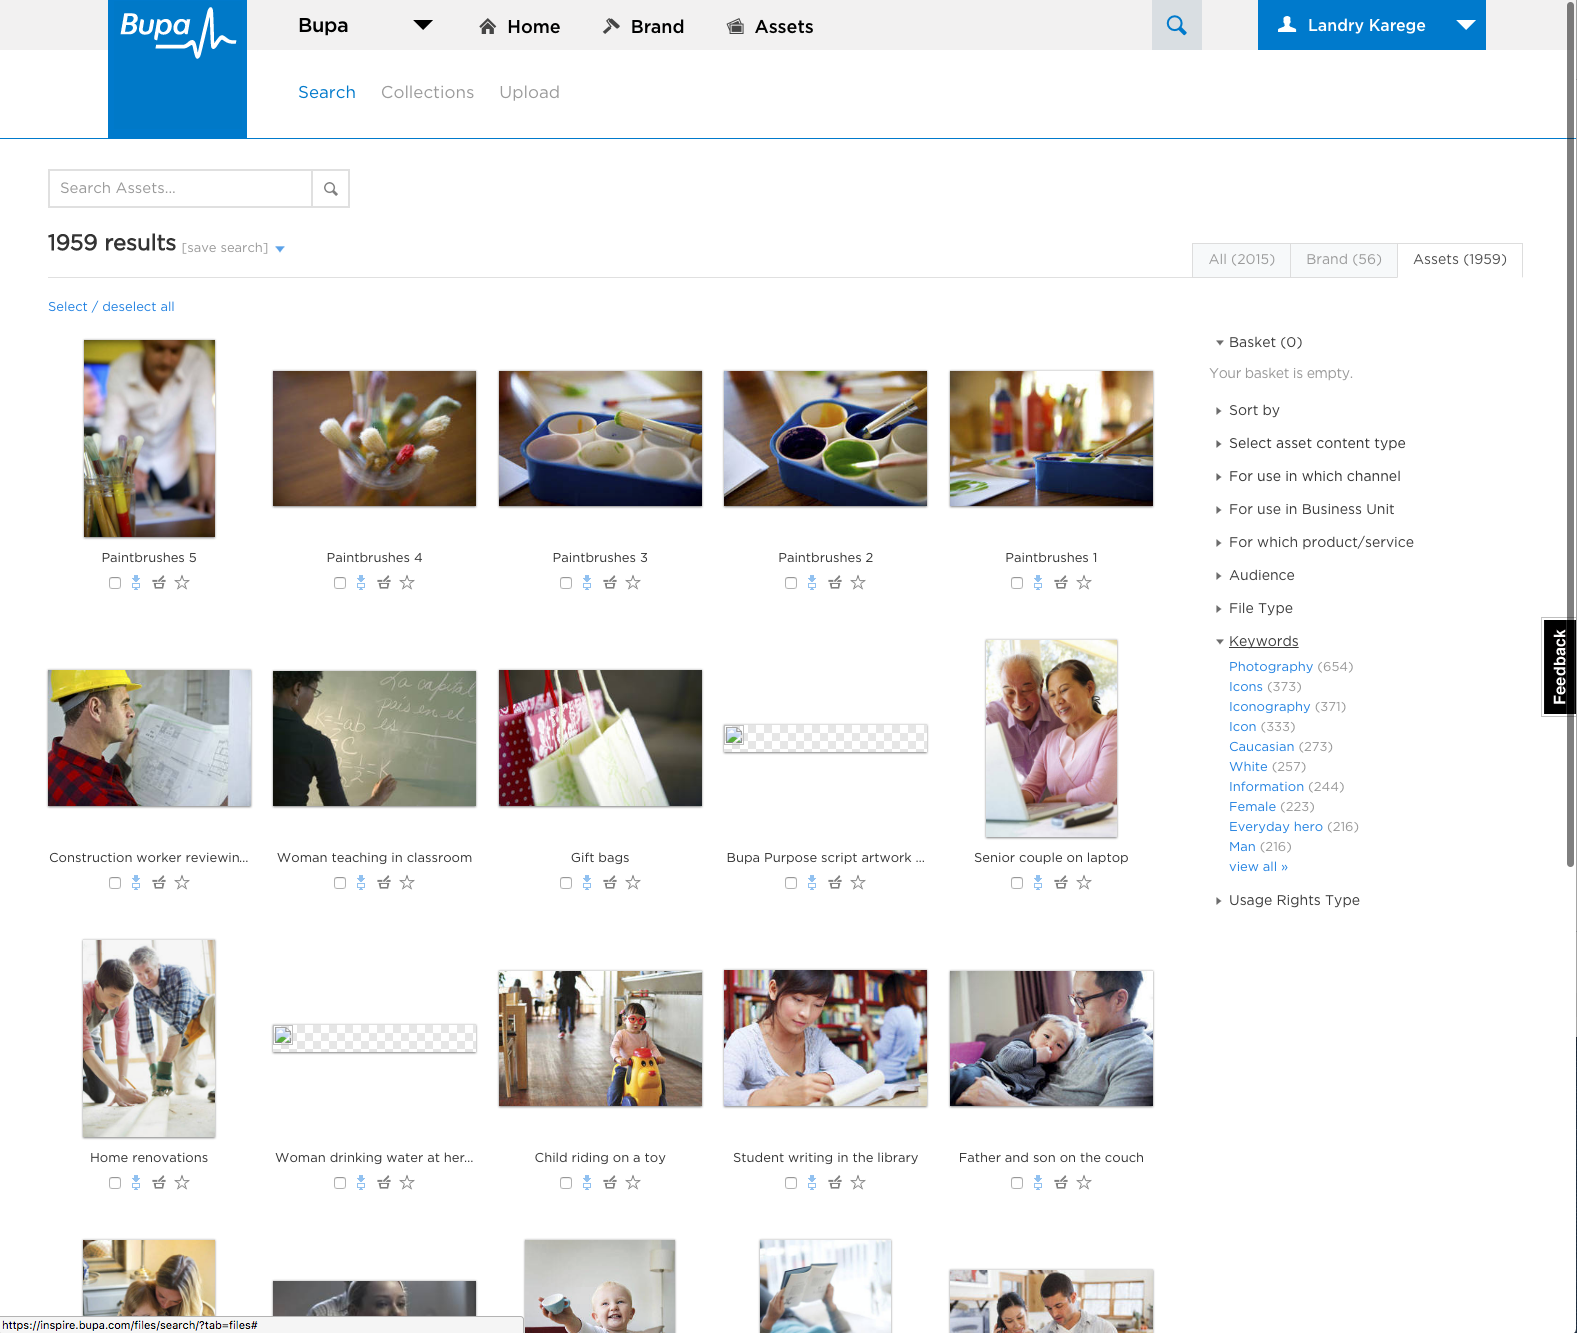 Bupa
Bupa
Home
Brand
Assets
Landry Karege
Search
Collections
Upload
Search Assets...
1959 results [save search]
All (2015)
Brand (56)
Assets (1959)
Select / deselect all
Basket (0)
Your basket is empty.
Sort by
Select asset content type
For use in which channel
For use in Business Unit
For which product/service
Audience
File Type
Keywords
Photography (654)
Icons (373)
Iconography (371)
Icon (333)
Caucasian (273)
White (257)
Information (244)
Female (223)
Everyday hero (216)
Man (216)
view all »
Usage Rights Type
Feedback
Paintbrushes 5
Paintbrushes 4
Paintbrushes 3
Paintbrushes 2
Paintbrushes 1
La capital
pais en el
es
Construction worker reviewin...
Woman teaching in classroom
Gift bags
Bupa Purpose script artwork ...
Senior couple on laptop
Home renovations
Woman drinking water at her...
Child riding on a toy
Student writing in the library
Father and son on the couch
https://inspire.bupa.com/files/search/?tab=files#